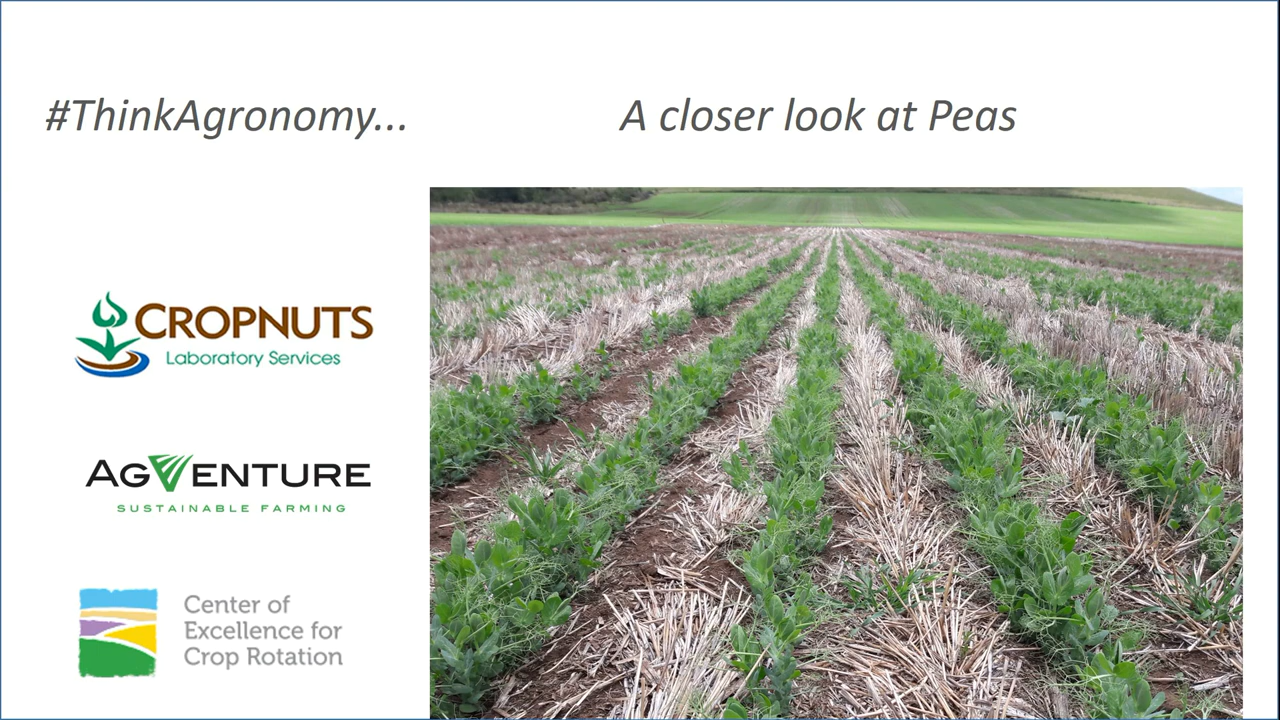 #ThinkAgronomy...
A closer look at Peas
CROPNUTS
Laboratory Services
AGVENTURE
SUSTAINABLE FARMING
Center of
Excellence for
Crop Rotation